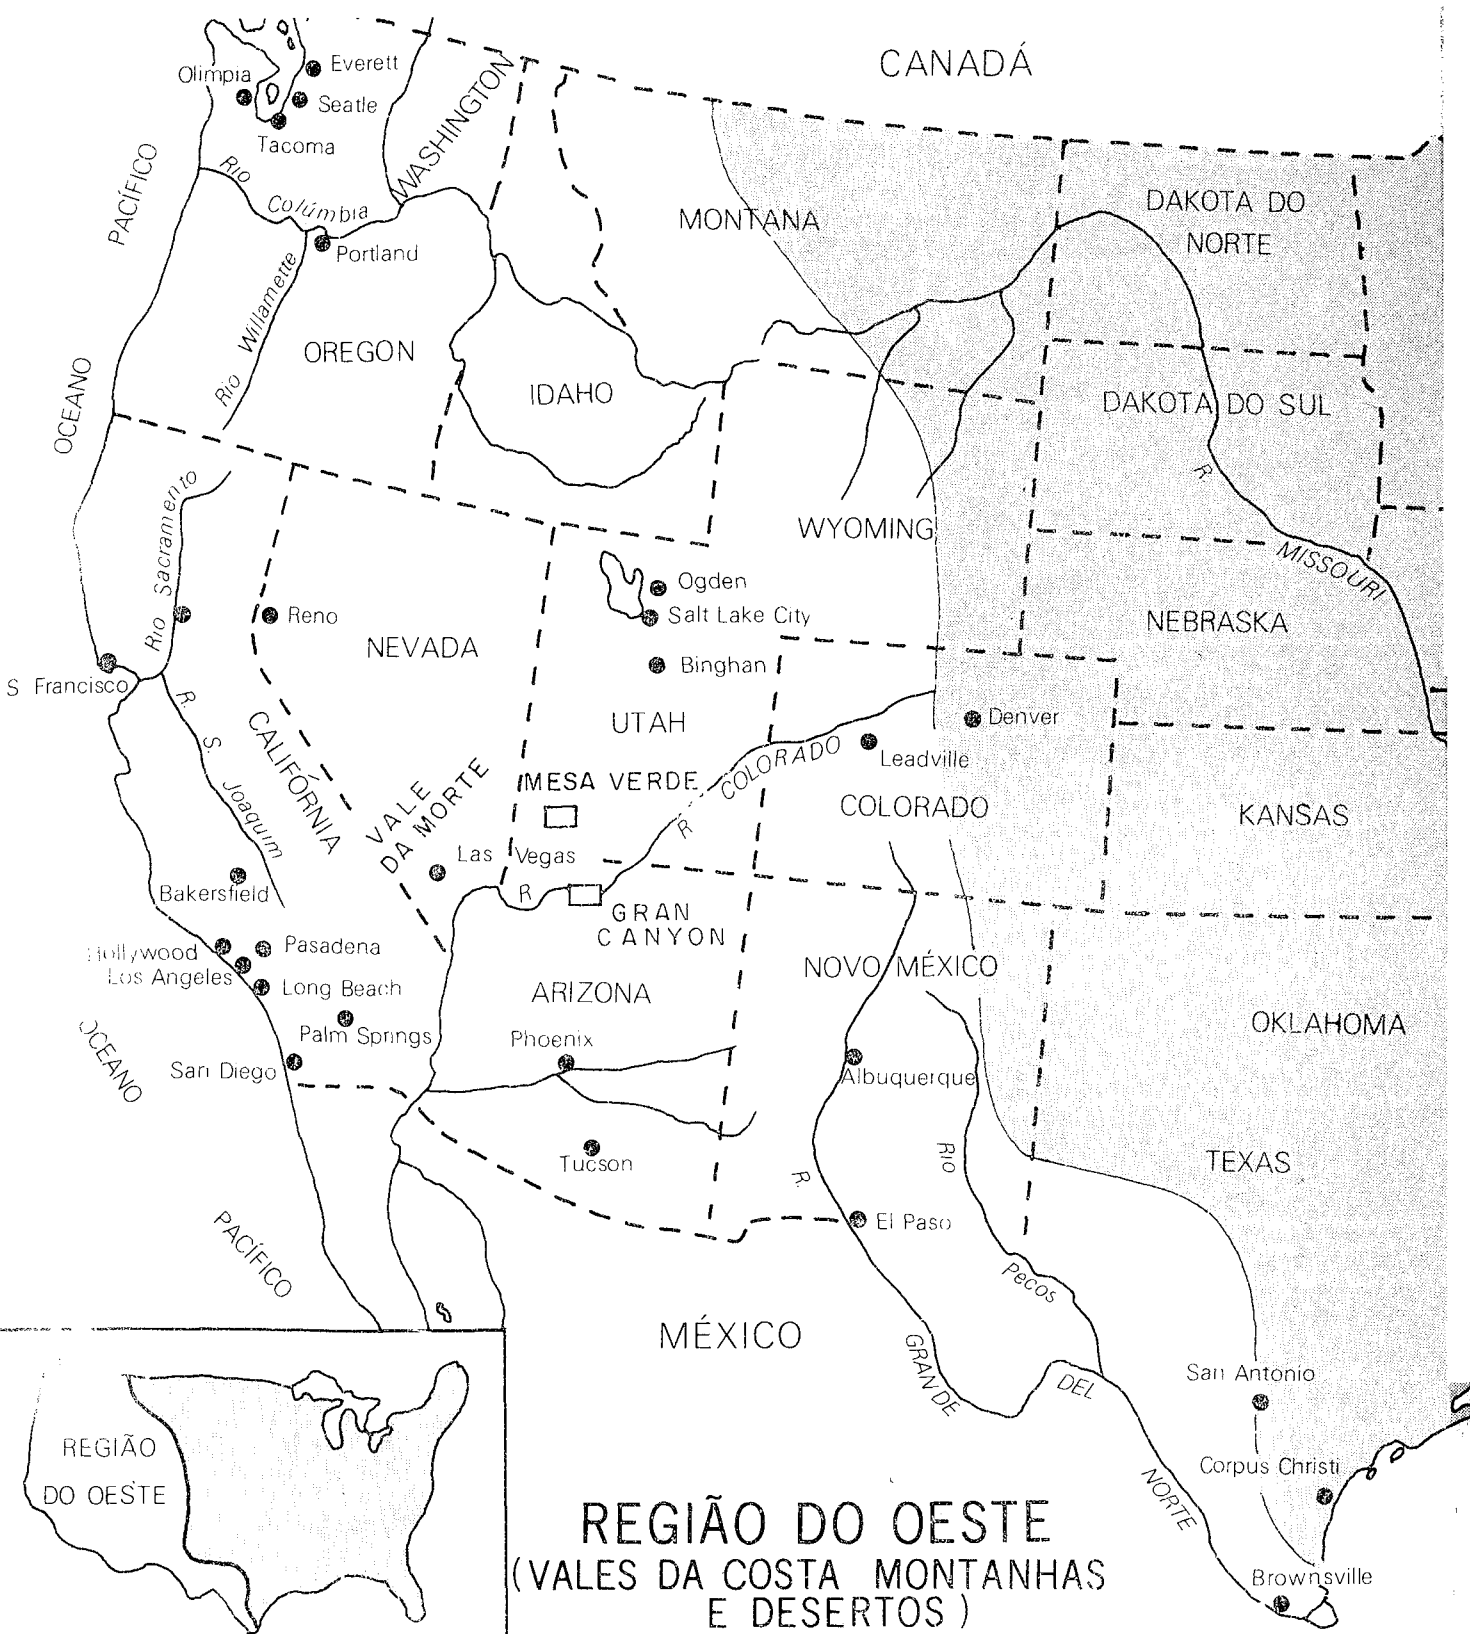 CANADÁ
Everett
Olimpia
Seatle
Tacoma
WASHINGTON
PACÍFICO
Rio
Colúmbia
Portland
MONTANA
DAKOTA DO
NORTE
Rio Willamette
OREGON
IDAHO
OCEANO
DAKOTA DO SUL
R.
MISSOURI
Rio Sacramento
WYOMING
Ogden
Salt Lake City
Binghan
Reno
NEVADA
NEBRASKA
S Francisco
UTAH
R. S Joaquim
CALIFÓRNIA
Denver
Leadville
R COLORADO
COLORADO
KANSAS
MESA VERDE
VALE
DA MORTE
Las Vegas
R
GRAN
CANYON
Bakersfield
Hollywood
Pasadena
Los Angeles
Long Beach
Palm Springs
San Diego
ARIZONA
Phoenix
Tucson
NOVO MÉXICO
OKLAHOMA
Albuquerque
OCEANO
PACÍFICO
TEXAS
R.
GRANDE
DEL
NORTE
Rio
Pecos
El Paso
MÉXICO
San Antonio
Corpus Christi
Brownsville
REGIÃO
DO OESTE
REGIÃO DO OESTE
(VALES DA COSTA MONTANHAS
E DESERTOS)